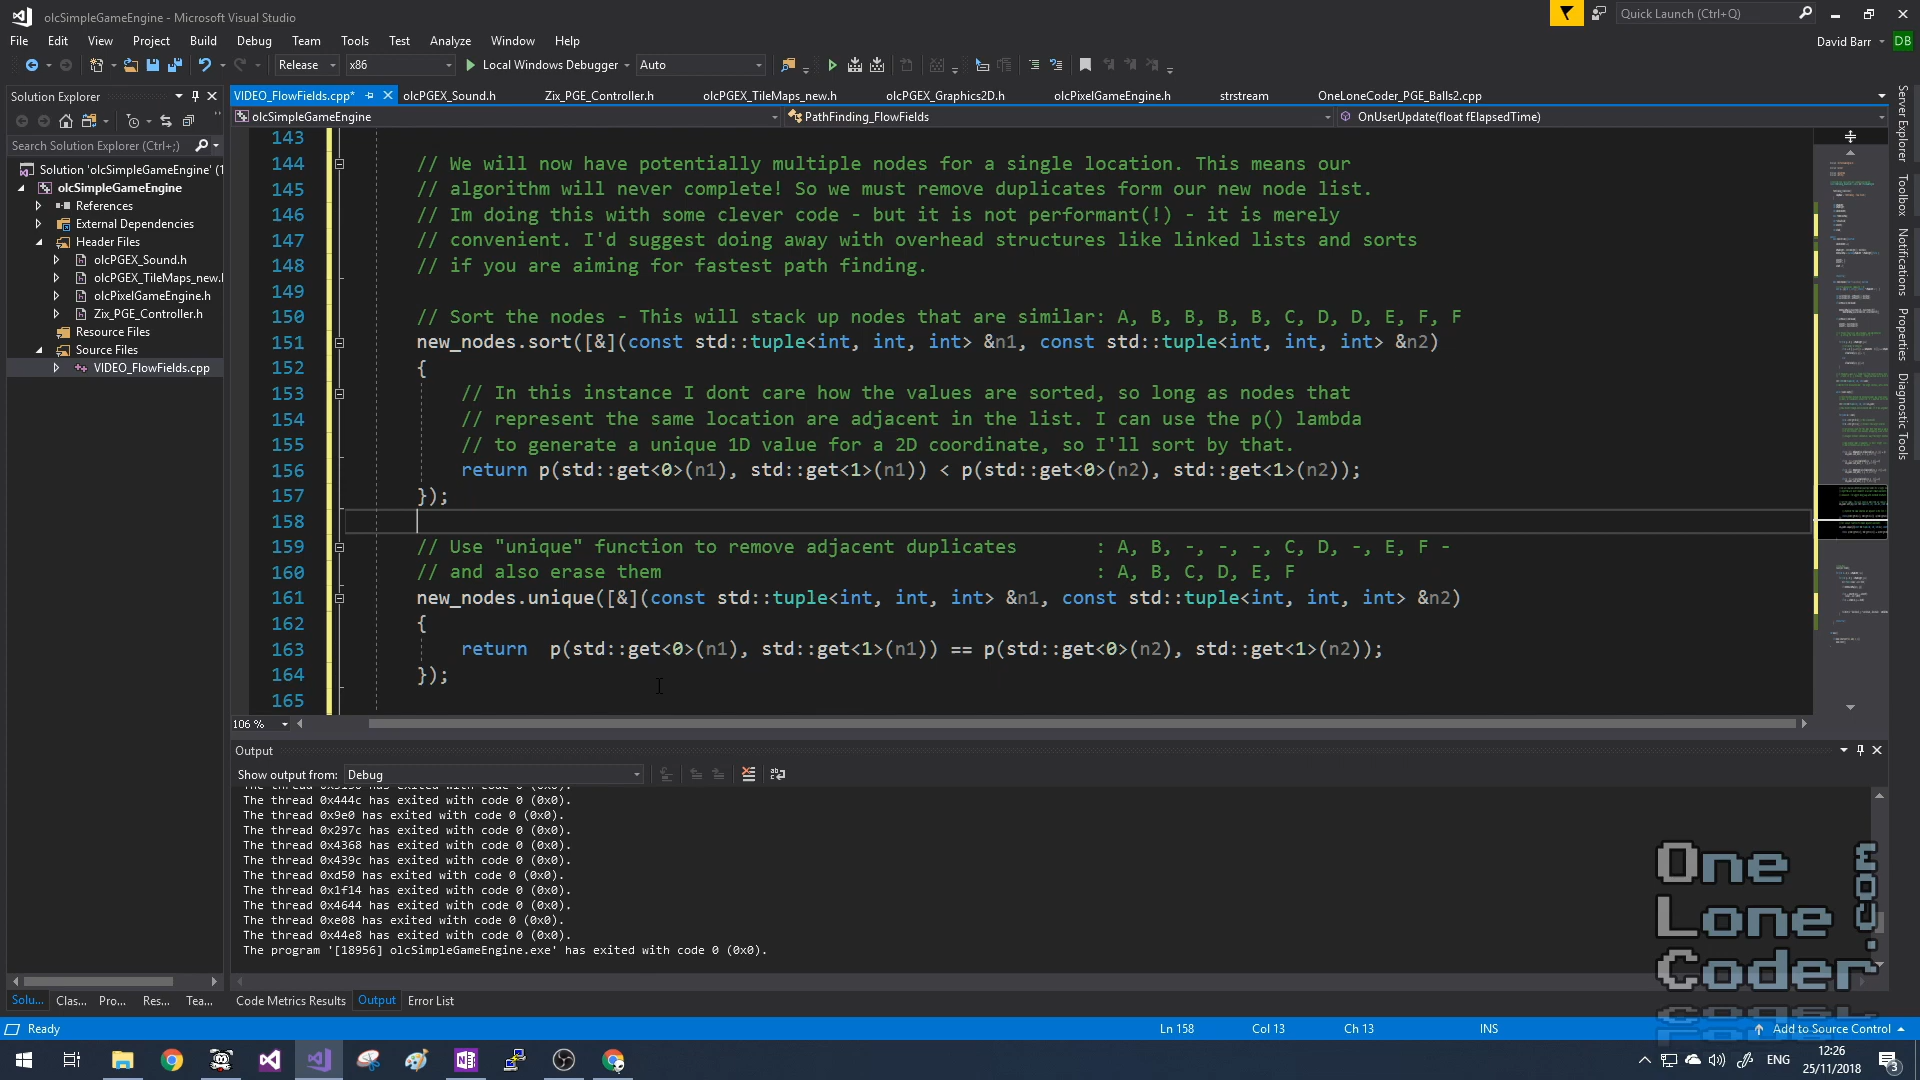 olcSimpleGameEngine - Microsoft Visual Studio
Quick Launch (Ctrl+Q)
File Edit View Project Build Debug Team Tools Test Analyze Window Help
David Barr DB
Release x86 Local Windows Debugger Auto
Solution Explorer
VIDEO_FlowFields.cpp* olcPGEX_Sound.h Zix_PGE_Controller.h olcPGEX_TileMaps_new.h olcPGEX_Graphics2D.h olcPixelGameEngine.h strstream OneLoneCoder_PGE_Balls2.cpp
olcSimpleGameEngine PathFinding_FlowFields OnUserUpdate(float fElapsedTime)
Search Solution Explorer (Ctrl+;)
Solution 'olcSimpleGameEngine' (1
olcSimpleGameEngine
References
External Dependencies
Header Files
olcPGEX_Sound.h
olcPGEX_TileMaps_new.h
olcPixelGameEngine.h
Zix_PGE_Controller.h
Resource Files
Source Files
VIDEO_FlowFields.cpp
143
144 // We will now have potentially multiple nodes for a single location. This means our
145 // algorithm will never complete! So we must remove duplicates form our new node list.
146 // Im doing this with some clever code - but it is not performant(!) - it is merely
147 // convenient. I'd suggest doing away with overhead structures like linked lists and sorts
148 // if you are aiming for fastest path finding.
149
150 // Sort the nodes - This will stack up nodes that are similar: A, B, B, B, B, C, D, D, E, F, F
151 new_nodes.sort([&](const std::tuple<int, int, int> &n1, const std::tuple<int, int, int> &n2)
152 {
153 // In this instance I dont care how the values are sorted, so long as nodes that
154 // represent the same location are adjacent in the list. I can use the p() lambda
155 // to generate a unique 1D value for a 2D coordinate, so I'll sort by that.
156 return p(std::get<0>(n1), std::get<1>(n1)) < p(std::get<0>(n2), std::get<1>(n2));
157 });
158
159 // Use "unique" function to remove adjacent duplicates : A, B, -, -, -, C, D, -, E, F -
160 // and also erase them : A, B, C, D, E, F
161 new_nodes.unique([&](const std::tuple<int, int, int> &n1, const std::tuple<int, int, int> &n2)
162 {
163 return p(std::get<0>(n1), std::get<1>(n1)) == p(std::get<0>(n2), std::get<1>(n2));
164 });
165
106 %
Server Explorer
Toolbox
Notifications
Properties
Diagnostic Tools
Output
Show output from: Debug
The thread 0x444c has exited with code 0 (0x0).
The thread 0x9e0 has exited with code 0 (0x0).
The thread 0x297c has exited with code 0 (0x0).
The thread 0x4368 has exited with code 0 (0x0).
The thread 0x439c has exited with code 0 (0x0).
The thread 0xd50 has exited with code 0 (0x0).
The thread 0x1f14 has exited with code 0 (0x0).
The thread 0x4644 has exited with code 0 (0x0).
The thread 0xe08 has exited with code 0 (0x0).
The thread 0x44e8 has exited with code 0 (0x0).
The program '[18956] olcSimpleGameEngine.exe' has exited with code 0 (0x0).
One
Lone
Coder
.com
Solu... Clas... Pro... Res... Tea... Code Metrics Results Output Error List
Ready Ln 158 Col 13 Ch 13 INS Add to Source Control
ENG
12:26
25/11/2018
3